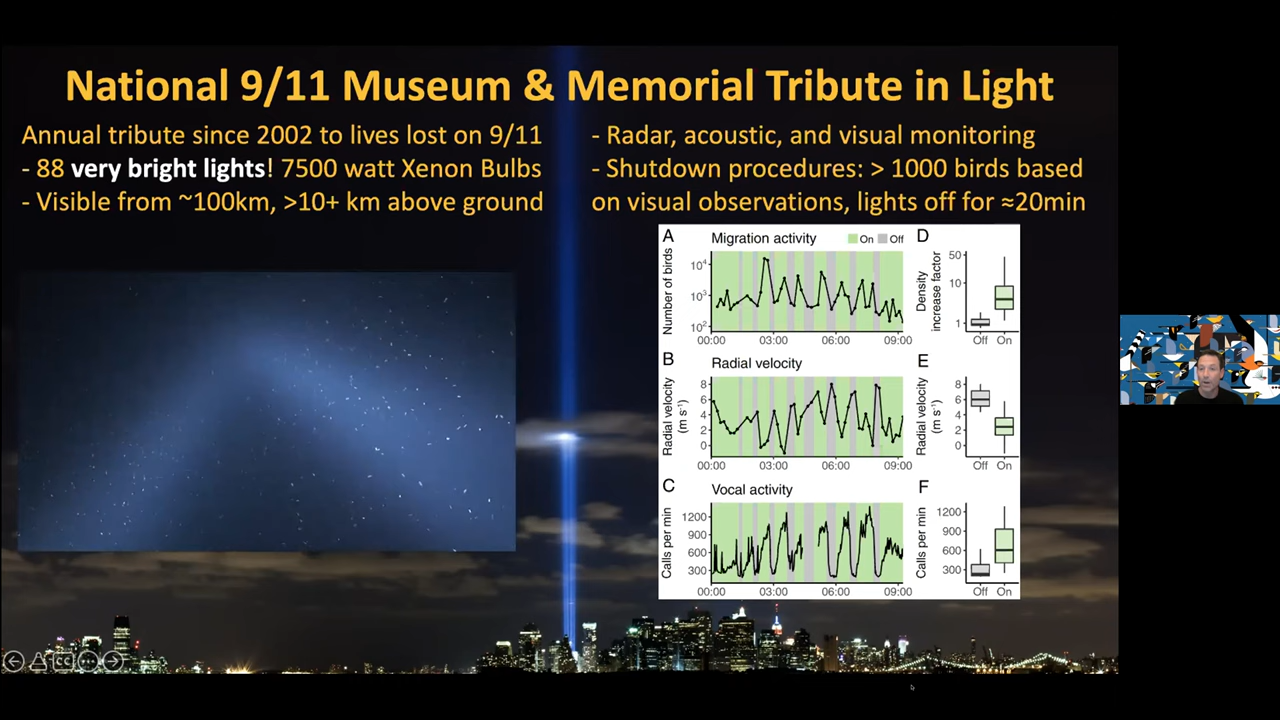 National 9/11 Museum & Memorial Tribute in Light
Annual tribute since 2002 to lives lost on 9/11
- 88 very bright lights! 7500 watt Xenon Bulbs
- Visible from ~100km, >10+ km above ground
- Radar, acoustic, and visual monitoring
- Shutdown procedures: > 1000 birds based
on visual observations, lights off for ≈20min
A
Migration activity
On Off
Number of birds
10⁴
10³
10²
00:00 03:00 06:00 09:00
D
Density
increase factor
50
10
1
Off On
B
Radial velocity
Radial velocity
(m s⁻¹)
8
6
4
2
0
00:00 03:00 06:00 09:00
E
Radial velocity
(m s⁻¹)
8
6
4
2
0
Off On
C
Vocal activity
Calls per min
1200
900
600
300
00:00 03:00 06:00 09:00
F
Calls per min
1200
900
600
300
Off On
CC